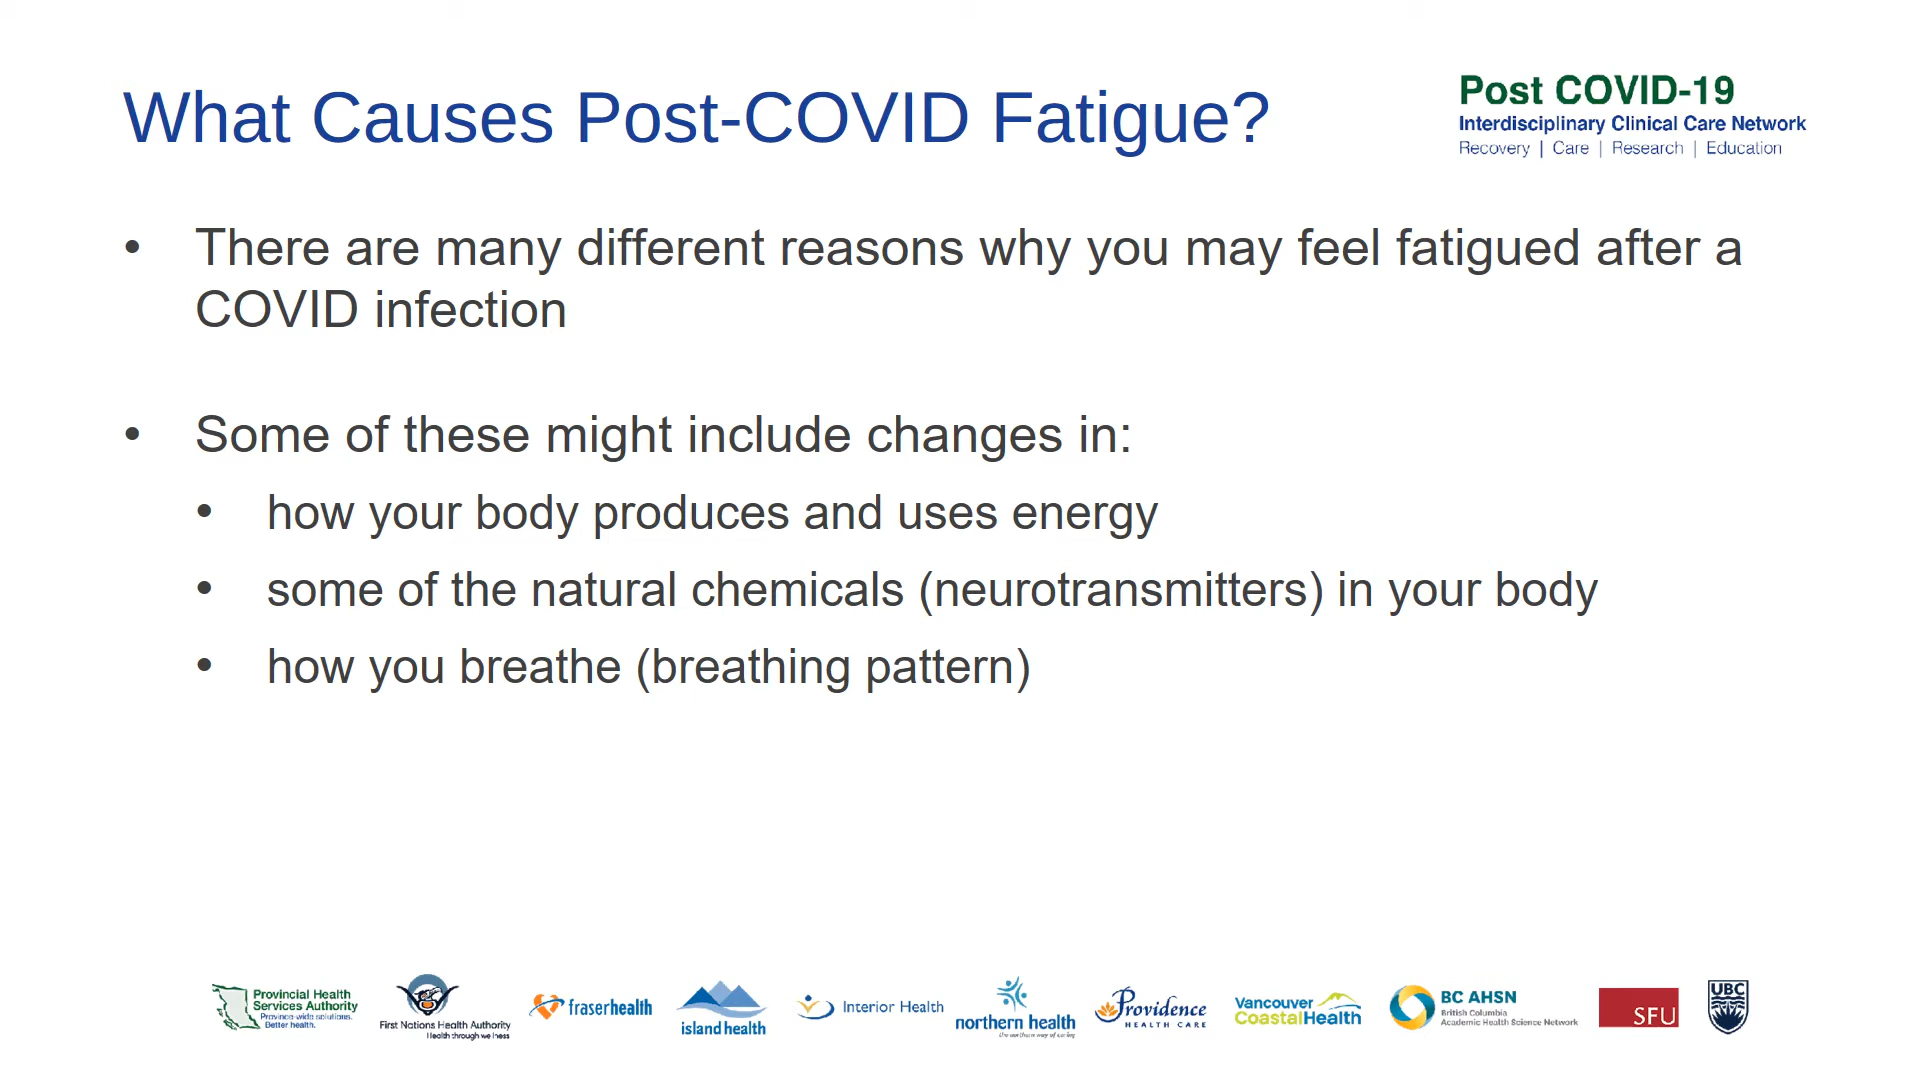 What Causes Post-COVID Fatigue?
Post COVID-19
Interdisciplinary Clinical Care Network
Recovery | Care | Research | Education
• There are many different reasons why you may feel fatigued after a
COVID infection
• Some of these might include changes in:
• how your body produces and uses energy
• some of the natural chemicals (neurotransmitters) in your body
• how you breathe (breathing pattern)
Provincial Health
Services Authority
Province-wide solutions.
Better health.
First Nations Health Authority
Health through wellness
fraserhealth
island health
Interior Health
northern health
the northern way of caring
Providence
HEALTH CARE
Vancouver
CoastalHealth
BC AHSN
British Columbia
Academic Health Science Network
SFU
UBC